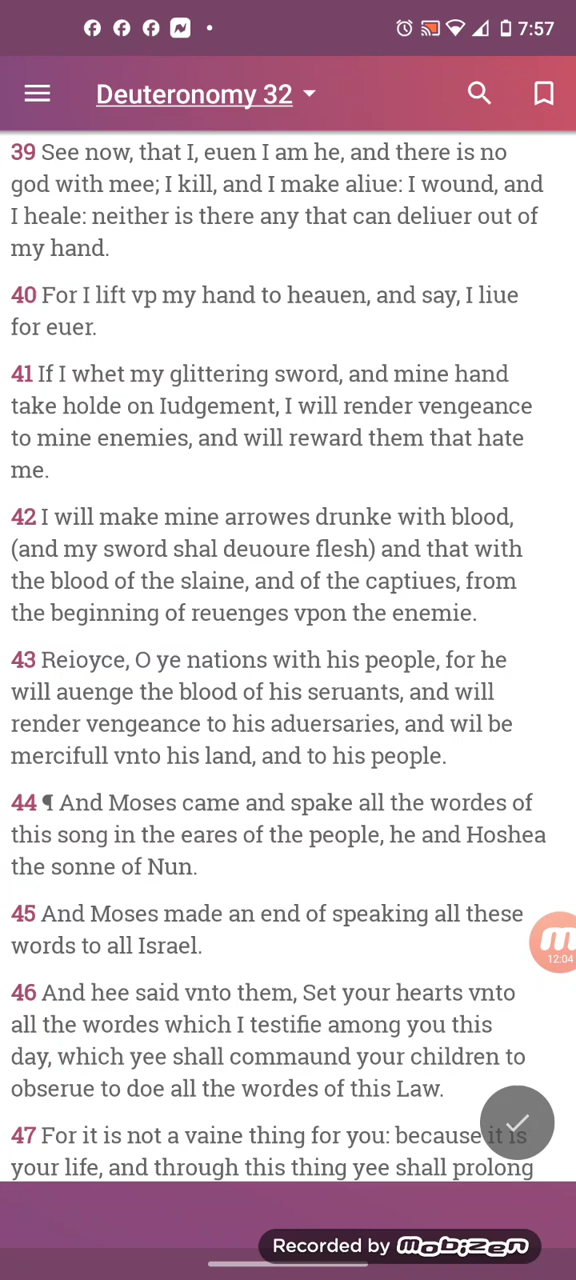 7:57
Deuteronomy 32
39 See now, that I, euen I am he, and there is no
god with mee; I kill, and I make aliue: I wound, and
I heale: neither is there any that can deliuer out of
my hand.
40 For I lift vp my hand to heauen, and say, I liue
for euer.
41 If I whet my glittering sword, and mine hand
take holde on Iudgement, I will render vengeance
to mine enemies, and will reward them that hate
me.
42 I will make mine arrowes drunke with blood,
(and my sword shal deuoure flesh) and that with
the blood of the slaine, and of the captiues, from
the beginning of reuenges vpon the enemie.
43 Reioyce, O ye nations with his people, for he
will auenge the blood of his seruants, and will
render vengeance to his aduersaries, and wil be
mercifull vnto his land, and to his people.
44 ¶ And Moses came and spake all the wordes of
this song in the eares of the people, he and Hoshea
the sonne of Nun.
45 And Moses made an end of speaking all these
words to all Israel.
12:04
46 And hee said vnto them, Set your hearts vnto
all the wordes which I testifie among you this
day, which yee shall commaund your children to
obserue to doe all the wordes of this Law.
47 For it is not a vaine thing for you: because it is
your life, and through this thing yee shall prolong
Recorded by mobizen